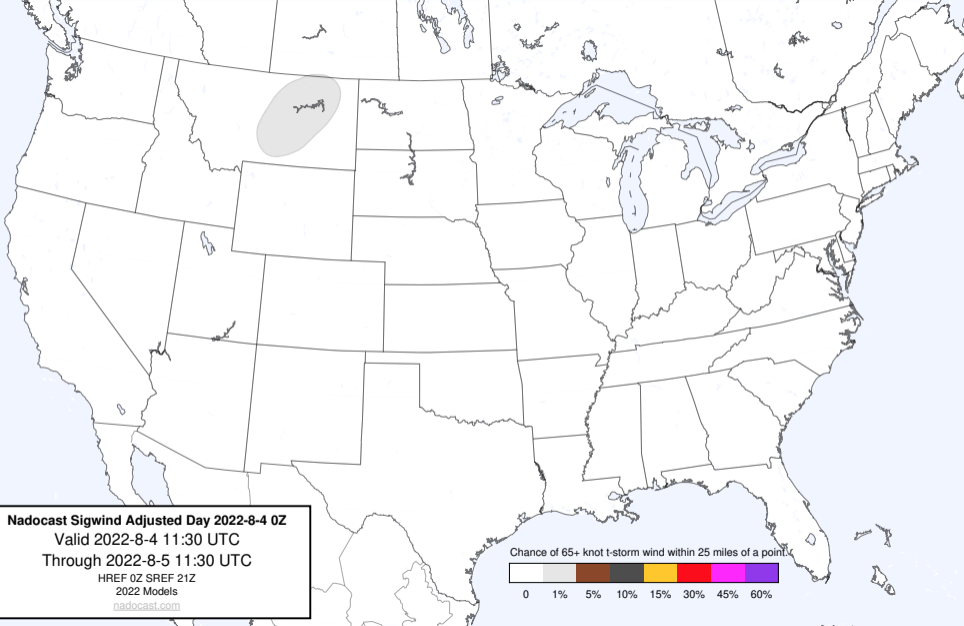 Nadocast Sigwind Adjusted Day 2022-8-4 0Z
Valid 2022-8-4 11:30 UTC
Through 2022-8-5 11:30 UTC
HREF 0Z SREF 21Z
2022 Models
nadocast.com
Chance of 65+ knot t-storm wind within 25 miles of a point.
0 1% 5% 10% 15% 30% 45% 60%